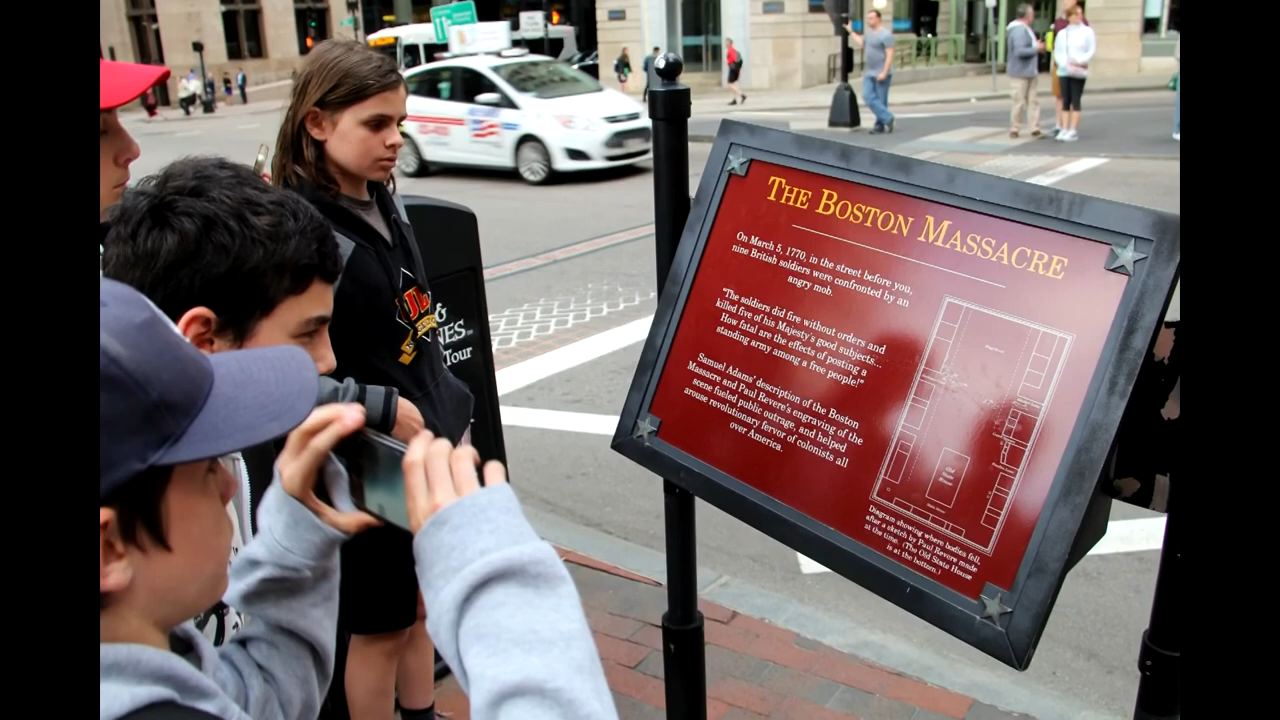 THE BOSTON MASSACRE
On March 5, 1770, in the street before you,
nine British soldiers were confronted by an
angry mob.
"The soldiers did fire without orders and
killed five of his Majesty's good subjects...
How fatal are the effects of posting a
standing army among a free people!"
Samuel Adams' description of the Boston
Massacre and Paul Revere's engraving of the
scene fueled public outrage, and helped
arouse revolutionary fervor of colonists all
over America.
Diagram showing where bodies fell,
after a sketch by Paul Revere made
at the time. (The Old State House
is at the bottom.)
&
NES
Tour